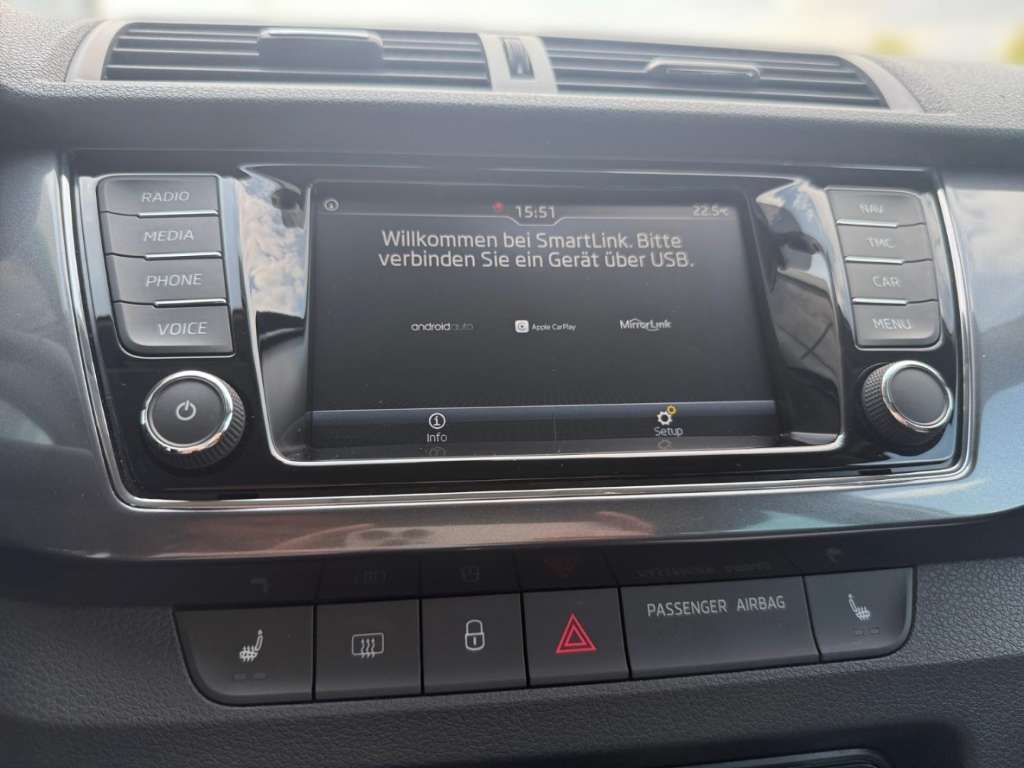 RADIO
MEDIA
PHONE
VOICE
15:51
22.5°C
Willkommen bei SmartLink. Bitte
verbinden Sie ein Gerät über USB.
androidauto
Apple CarPlay
MirrorLink
Info
Setup
NAV
TMC
CAR
MENU
PASSENGER AIRBAG